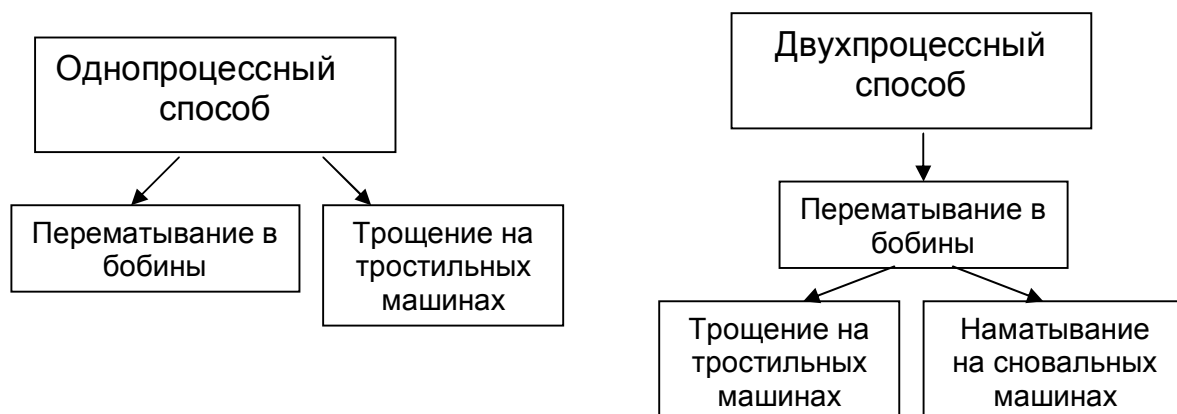 Однопроцессный
способ
Перематывание в
бобины
Трощение на
тростильных
машинах
Двухпроцессный
способ
Перематывание в
бобины
Трощение на
тростильных
машинах
Наматывание
на сновальных
машинах